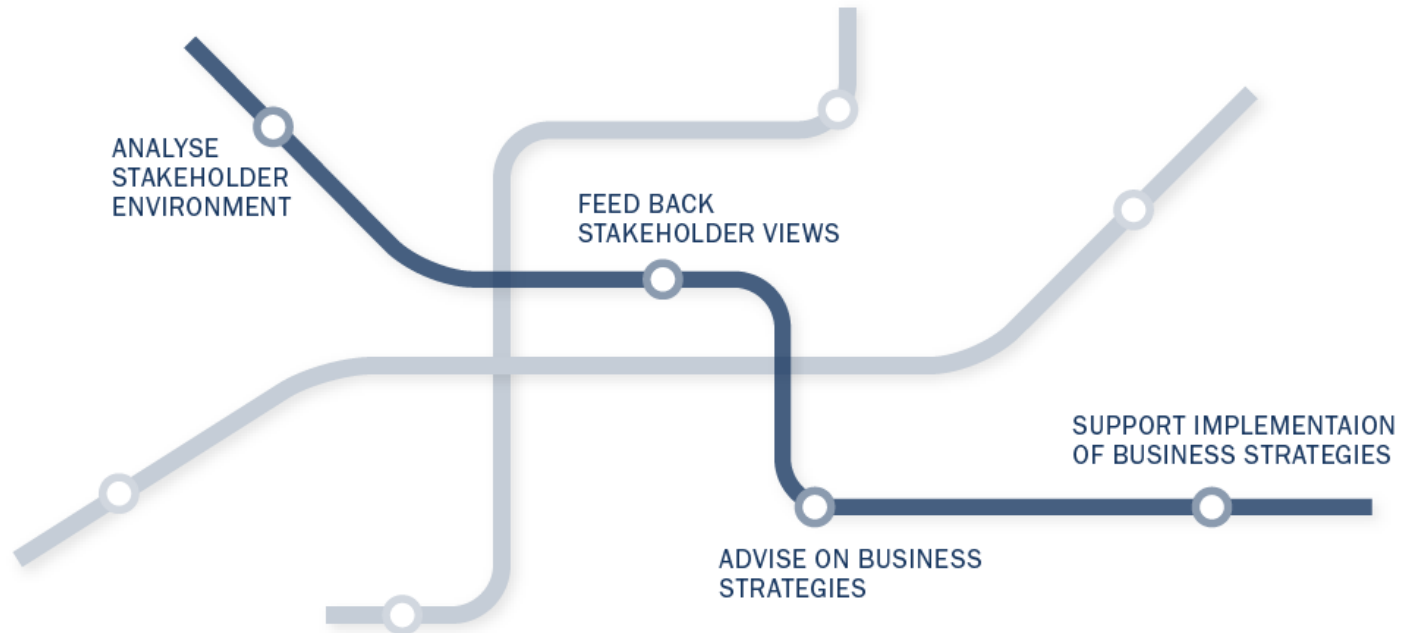 ANALYSE
STAKEHOLDER
ENVIRONMENT
FEED BACK
STAKEHOLDER VIEWS
ADVISE ON BUSINESS
STRATEGIES
SUPPORT IMPLEMENTAION
OF BUSINESS STRATEGIES